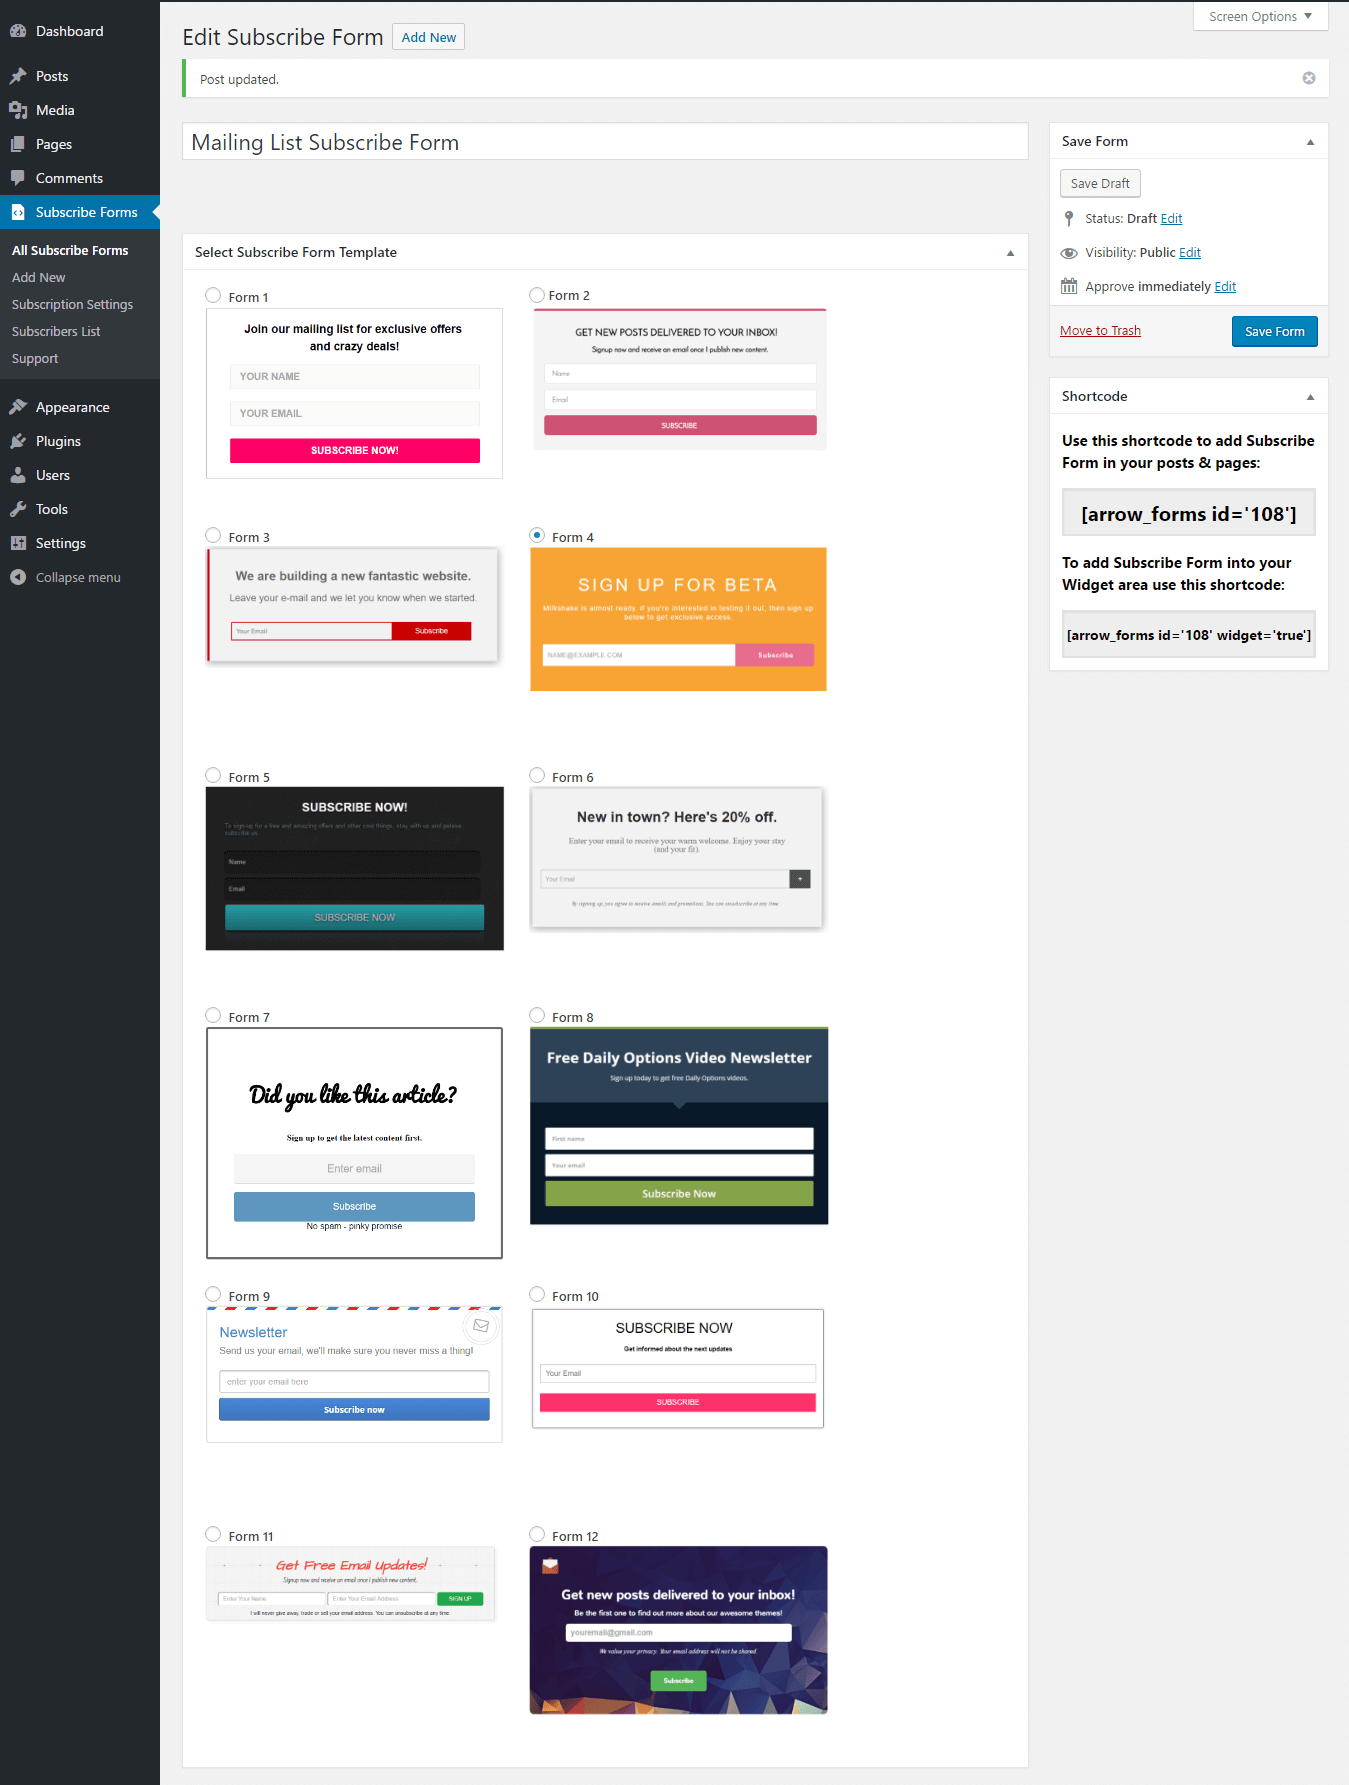 Dashboard
Posts
Media
Pages
Comments
Subscribe Forms
All Subscribe Forms
Add New
Subscription Settings
Subscribers List
Support
Appearance
Plugins
Users
Tools
Settings
Collapse menu
Screen Options
Edit Subscribe Form
Add New
Post updated.
Mailing List Subscribe Form
Select Subscribe Form Template
Form 1
Join our mailing list for exclusive offers
and crazy deals!
YOUR NAME
YOUR EMAIL
SUBSCRIBE NOW!
Form 2
GET NEW POSTS DELIVERED TO YOUR INBOX!
Signup now and receive an email once I publish new content.
Name
Email
SUBSCRIBE
Form 3
We are building a new fantastic website.
Leave your e-mail and we let you know when we started.
Your Email
Subscribe
Form 4
SIGN UP FOR BETA
Milkshake is almost ready. If you're interested in testing it out, then sign up
below to get exclusive access.
NAME@EXAMPLE.COM
Subscribe
Form 5
SUBSCRIBE NOW!
To sign-up for a free and amazing offers and other cool things, stay with us and please
subscribe us.
Name
Email
SUBSCRIBE NOW
Form 6
New in town? Here's 20% off.
Enter your email to receive your warm welcome. Enjoy your stay
(and your fit).
Your Email
+
By signing up, you agree to receive emails and promotions. You can unsubscribe at any time
Form 7
Did you like this article?
Sign up to get the latest content first.
Enter email
Subscribe
No spam - pinky promise
Form 8
Free Daily Options Video Newsletter
Sign up today to get free Daily Options videos.
First name
Your email
Subscribe Now
Form 9
Newsletter
Send us your email, we'll make sure you never miss a thing!
enter your email here
Subscribe now
Form 10
SUBSCRIBE NOW
Get informed about the next updates
Your Email
SUBSCRIBE
Form 11
Get Free Email Updates!
Signup now and receive an email once I publish new content.
Enter Your Name
Enter Your Email Address
SIGN UP
I will never give away, trade or sell your email address. You can unsubscribe at any time.
Form 12
Get new posts delivered to your inbox!
Be the first one to find out more about our awesome themes!
youremail@gmail.com
We value your privacy. Your email address will not be shared.
Subscribe
Save Form
Save Draft
Status: Draft Edit
Visibility: Public Edit
Approve immediately Edit
Move to Trash
Save Form
Shortcode
Use this shortcode to add Subscribe
Form in your posts & pages:
[arrow_forms id='108']
To add Subscribe Form into your
Widget area use this shortcode:
[arrow_forms id='108' widget='true']